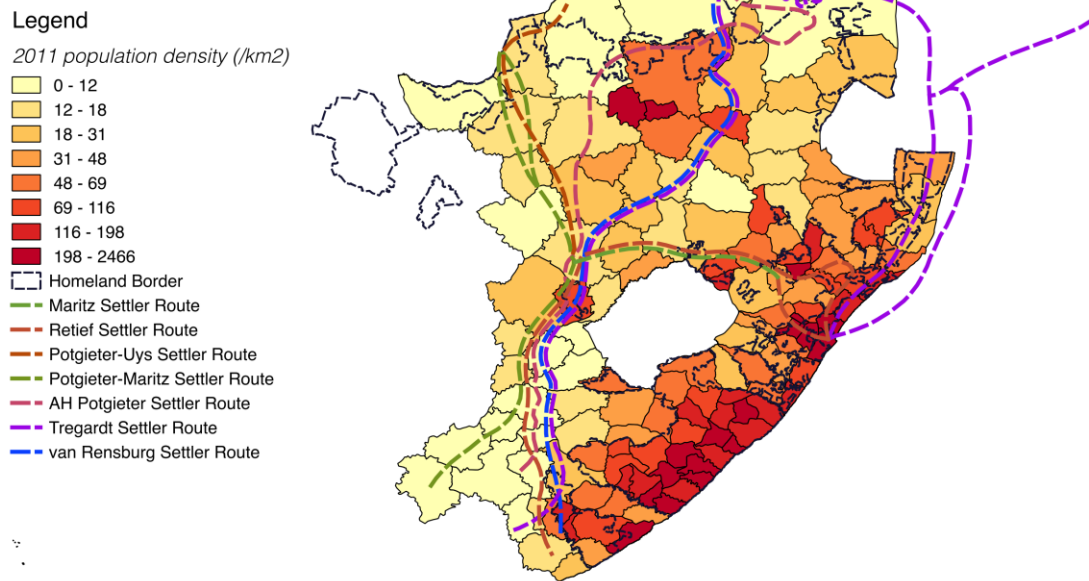 Legend
2011 population density (/km2)
0 - 12
12 - 18
18 - 31
31 - 48
48 - 69
69 - 116
116 - 198
198 - 2466
Homeland Border
Maritz Settler Route
Retief Settler Route
Potgieter-Uys Settler Route
Potgieter-Maritz Settler Route
AH Potgieter Settler Route
Tregardt Settler Route
van Rensburg Settler Route